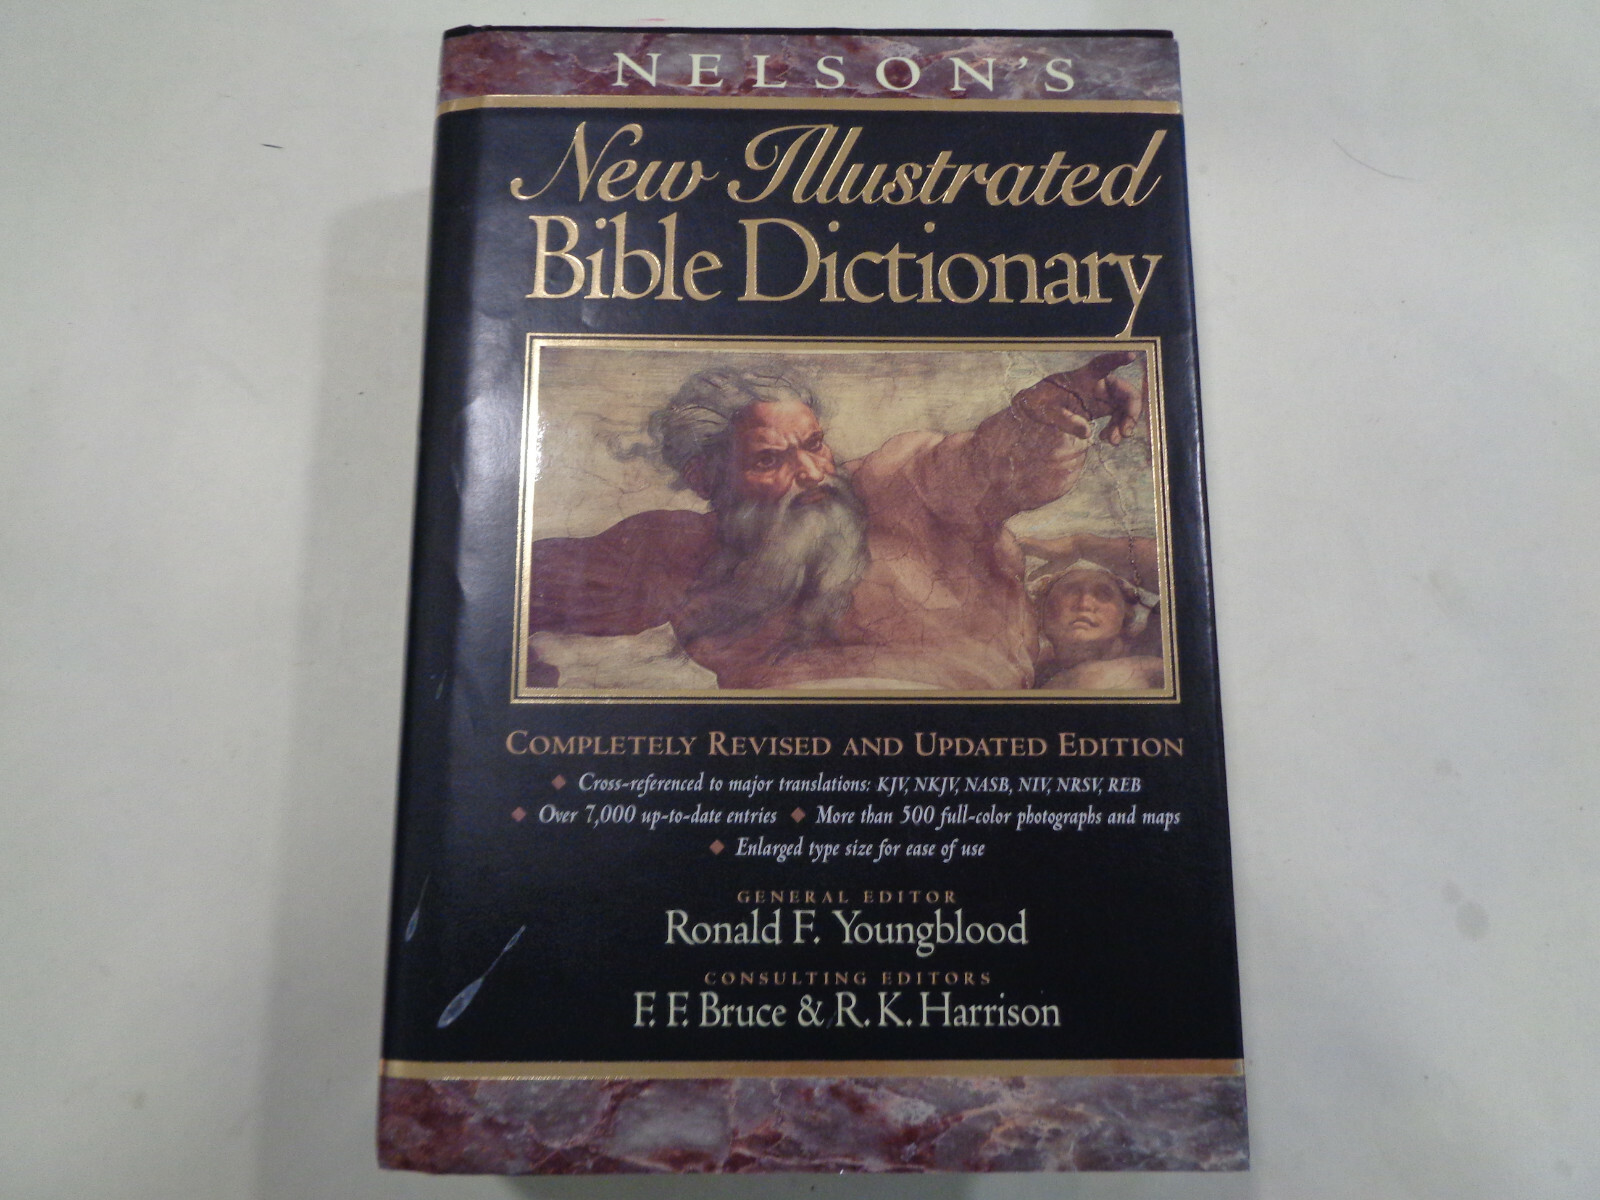 NELSON'S
New Illustrated
Bible Dictionary
COMPLETELY REVISED AND UPDATED EDITION
◆ Cross-referenced to major translations: KJV, NKJV, NASB, NIV, NRSV, REB
◆ Over 7,000 up-to-date entries ◆ More than 500 full-color photographs and maps
◆ Enlarged type size for ease of use
GENERAL EDITOR
Ronald F. Youngblood
CONSULTING EDITORS
F. F. Bruce & R. K. Harrison